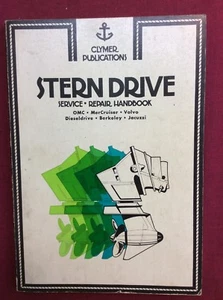 CLYMER
PUBLICATIONS
STERN DRIVE
SERVICE • REPAIR, HANDBOOK
OMC • MerCruiser • Volvo
Dieseldrive • Berkeley • Jacuzzi